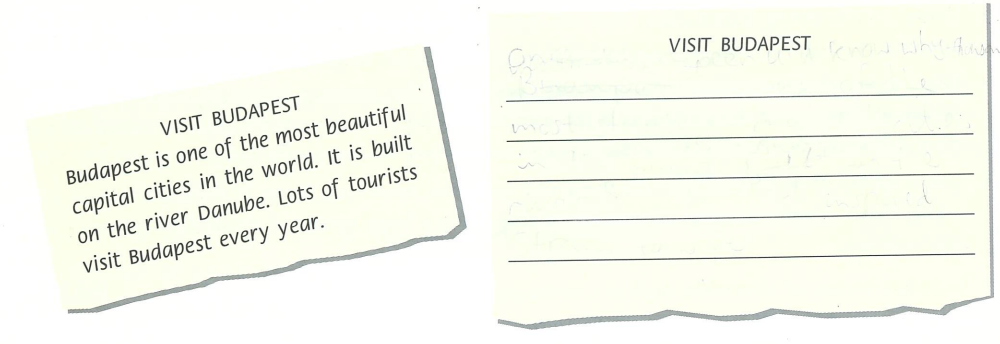 VISIT BUDAPEST
Budapest is one of the most beautiful
capital cities in the world. It is built
on the river Danube. Lots of tourists
visit Budapest every year.
VISIT BUDAPEST